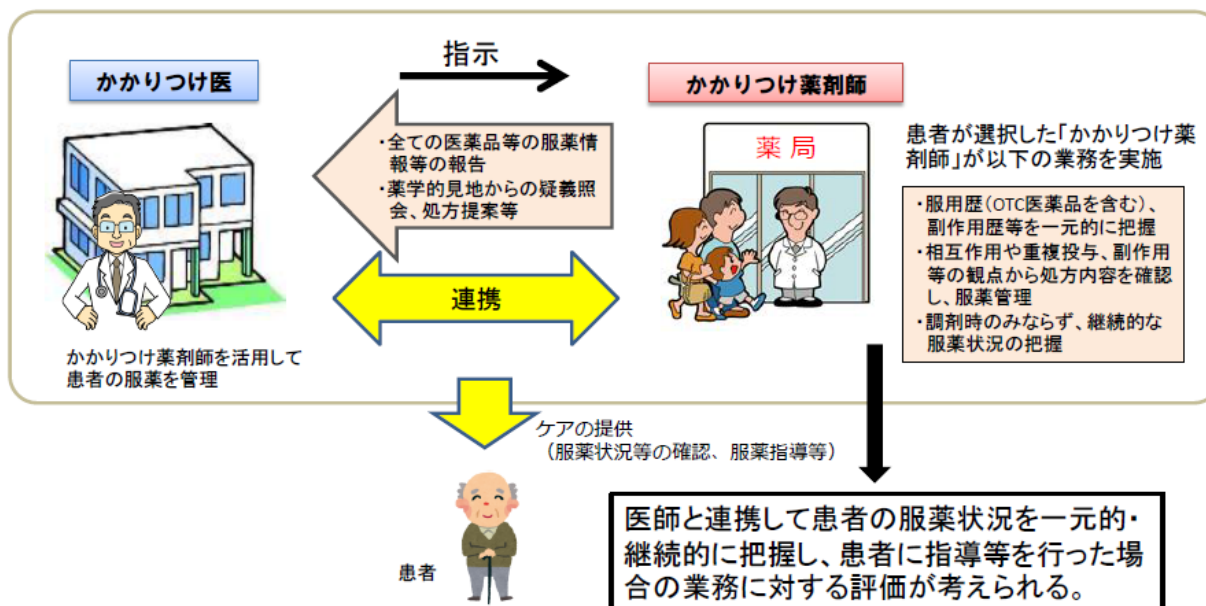 かかりつけ医
指示
かかりつけ薬剤師
・全ての医薬品等の服薬情
報等の報告
・薬学的見地からの疑義照
会、処方提案等
連携
かかりつけ薬剤師を活用して
患者の服薬を管理
薬局
患者が選択した「かかりつけ薬
剤師」が以下の業務を実施
・服用歴(OTC医薬品を含む)、
副作用歴等を一元的に把握
・相互作用や重複投与、副作用
等の観点から処方内容を確認
し、服薬管理
・調剤時のみならず、継続的な
服薬状況の把握
ケアの提供
（服薬状況等の確認、服薬指導等）
患者
医師と連携して患者の服薬状況を一元的・
継続的に把握し、患者に指導等を行った場
合の業務に対する評価が考えられる。